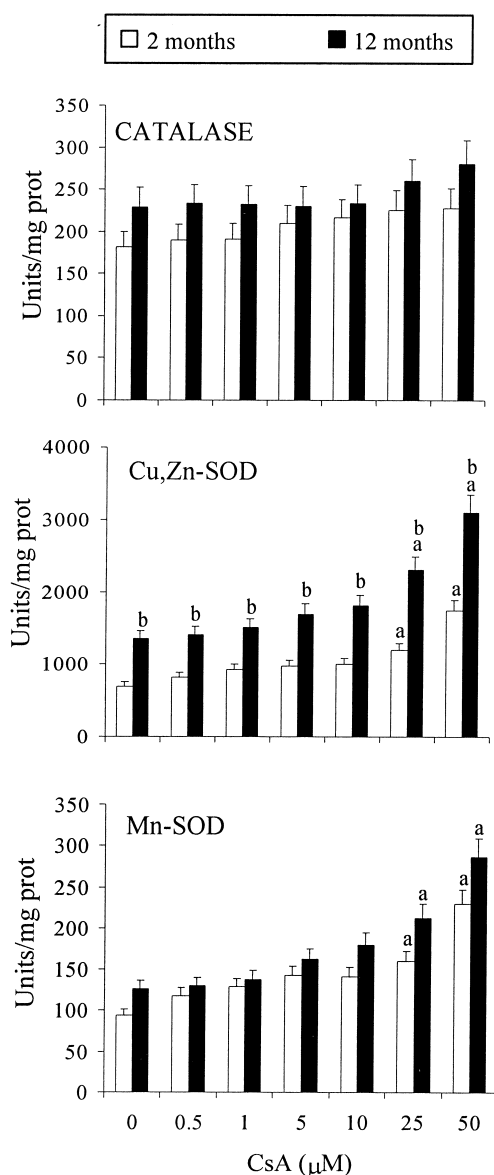 2 months 12 months
350
CATALASE
300
250
200
150
100
50
0
Units/mg prot
4000
Cu,Zn-SOD
3000
2000
1000
0
Units/mg prot
b b b b b b a b a
a a
350
Mn-SOD
300
250
200
150
100
50
0
Units/mg prot
a a a a
0 0.5 1 5 10 25 50
CsA (μM)